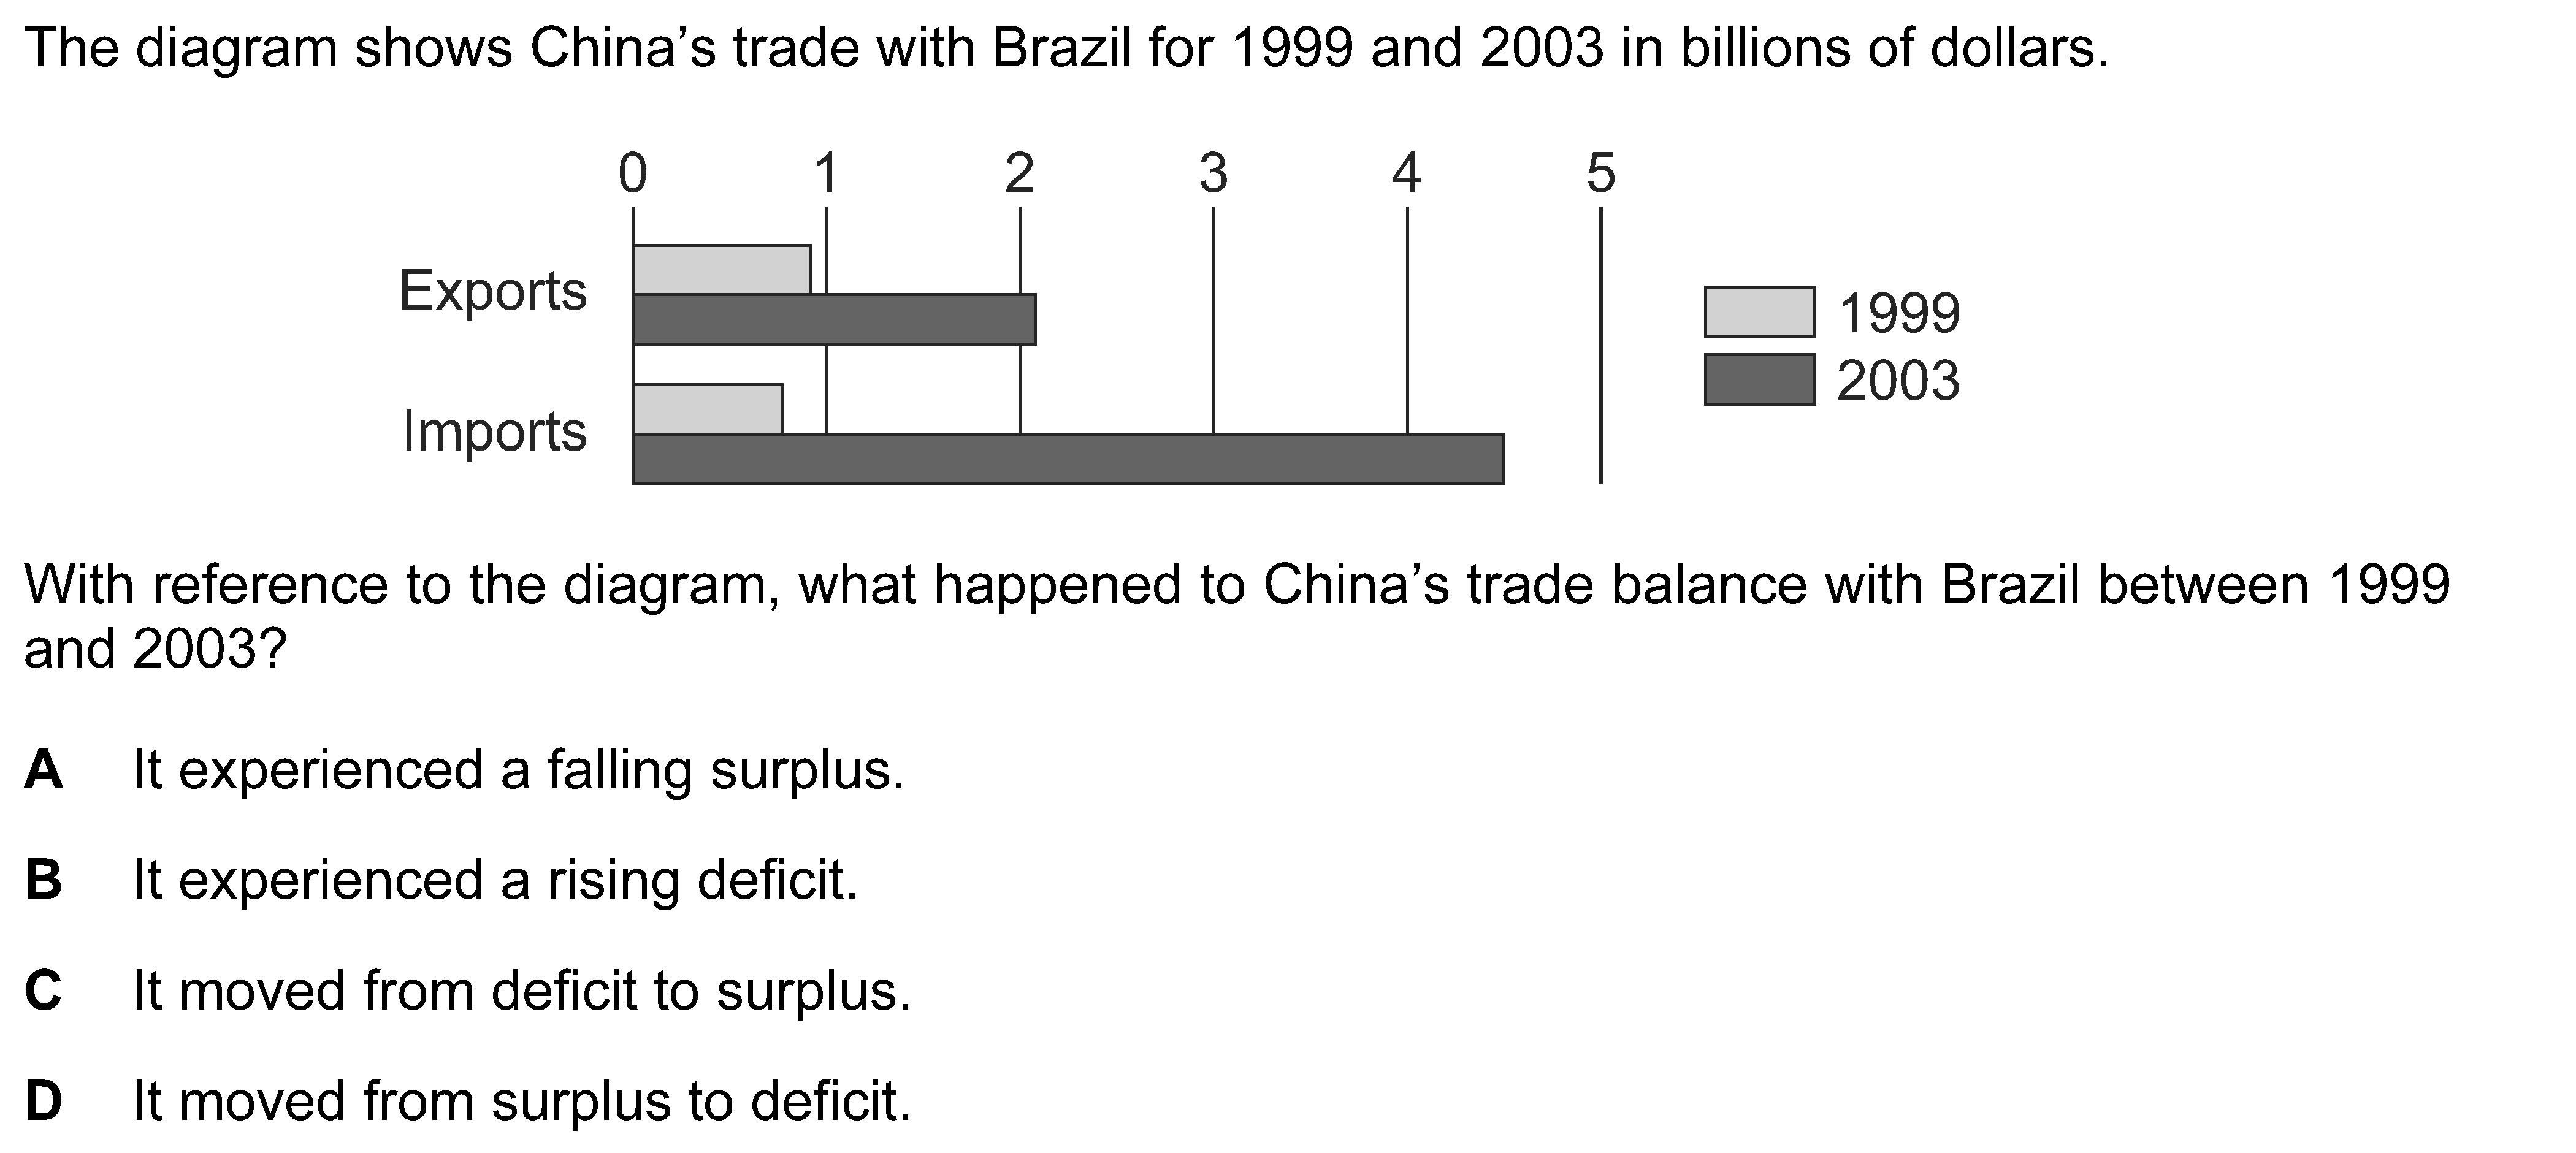 The diagram shows China’s trade with Brazil for 1999 and 2003 in billions of dollars.
0 1 2 3 4 5
Exports
Imports
1999
2003
With reference to the diagram, what happened to China’s trade balance with Brazil between 1999
and 2003?
A It experienced a falling surplus.
B It experienced a rising deficit.
C It moved from deficit to surplus.
D It moved from surplus to deficit.